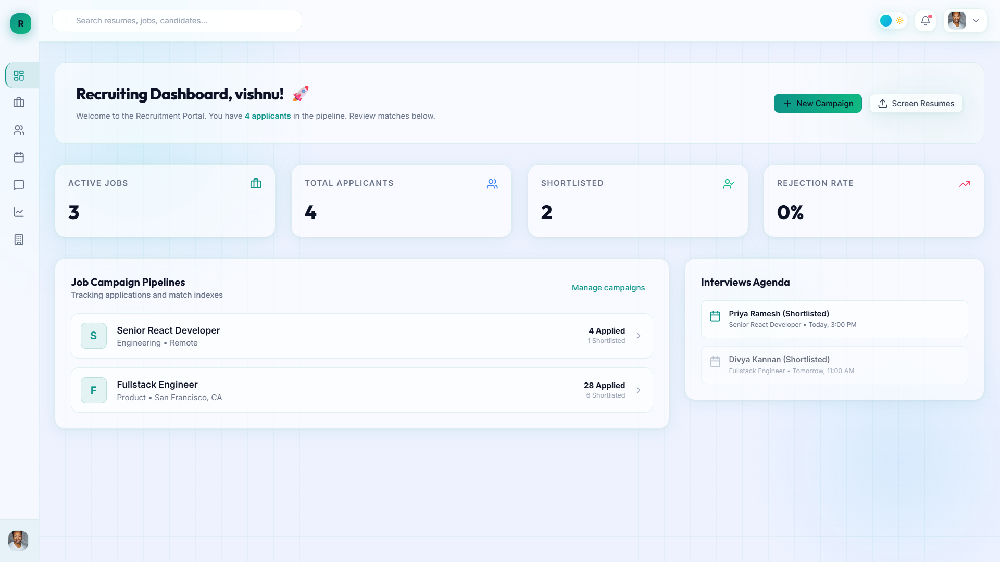 R
Search resumes, jobs, candidates...
Recruiting Dashboard, vishnu! 🚀
Welcome to the Recruitment Portal. You have 4 applicants in the pipeline. Review matches below.
New Campaign
Screen Resumes
ACTIVE JOBS
3
TOTAL APPLICANTS
4
SHORTLISTED
2
REJECTION RATE
0%
Job Campaign Pipelines
Tracking applications and match indexes
Manage campaigns
S
Senior React Developer
Engineering • Remote
4 Applied
1 Shortlisted
F
Fullstack Engineer
Product • San Francisco, CA
28 Applied
6 Shortlisted
Interviews Agenda
Priya Ramesh (Shortlisted)
Senior React Developer • Today, 3:00 PM
Divya Kannan (Shortlisted)
Fullstack Engineer • Tomorrow, 11:00 AM